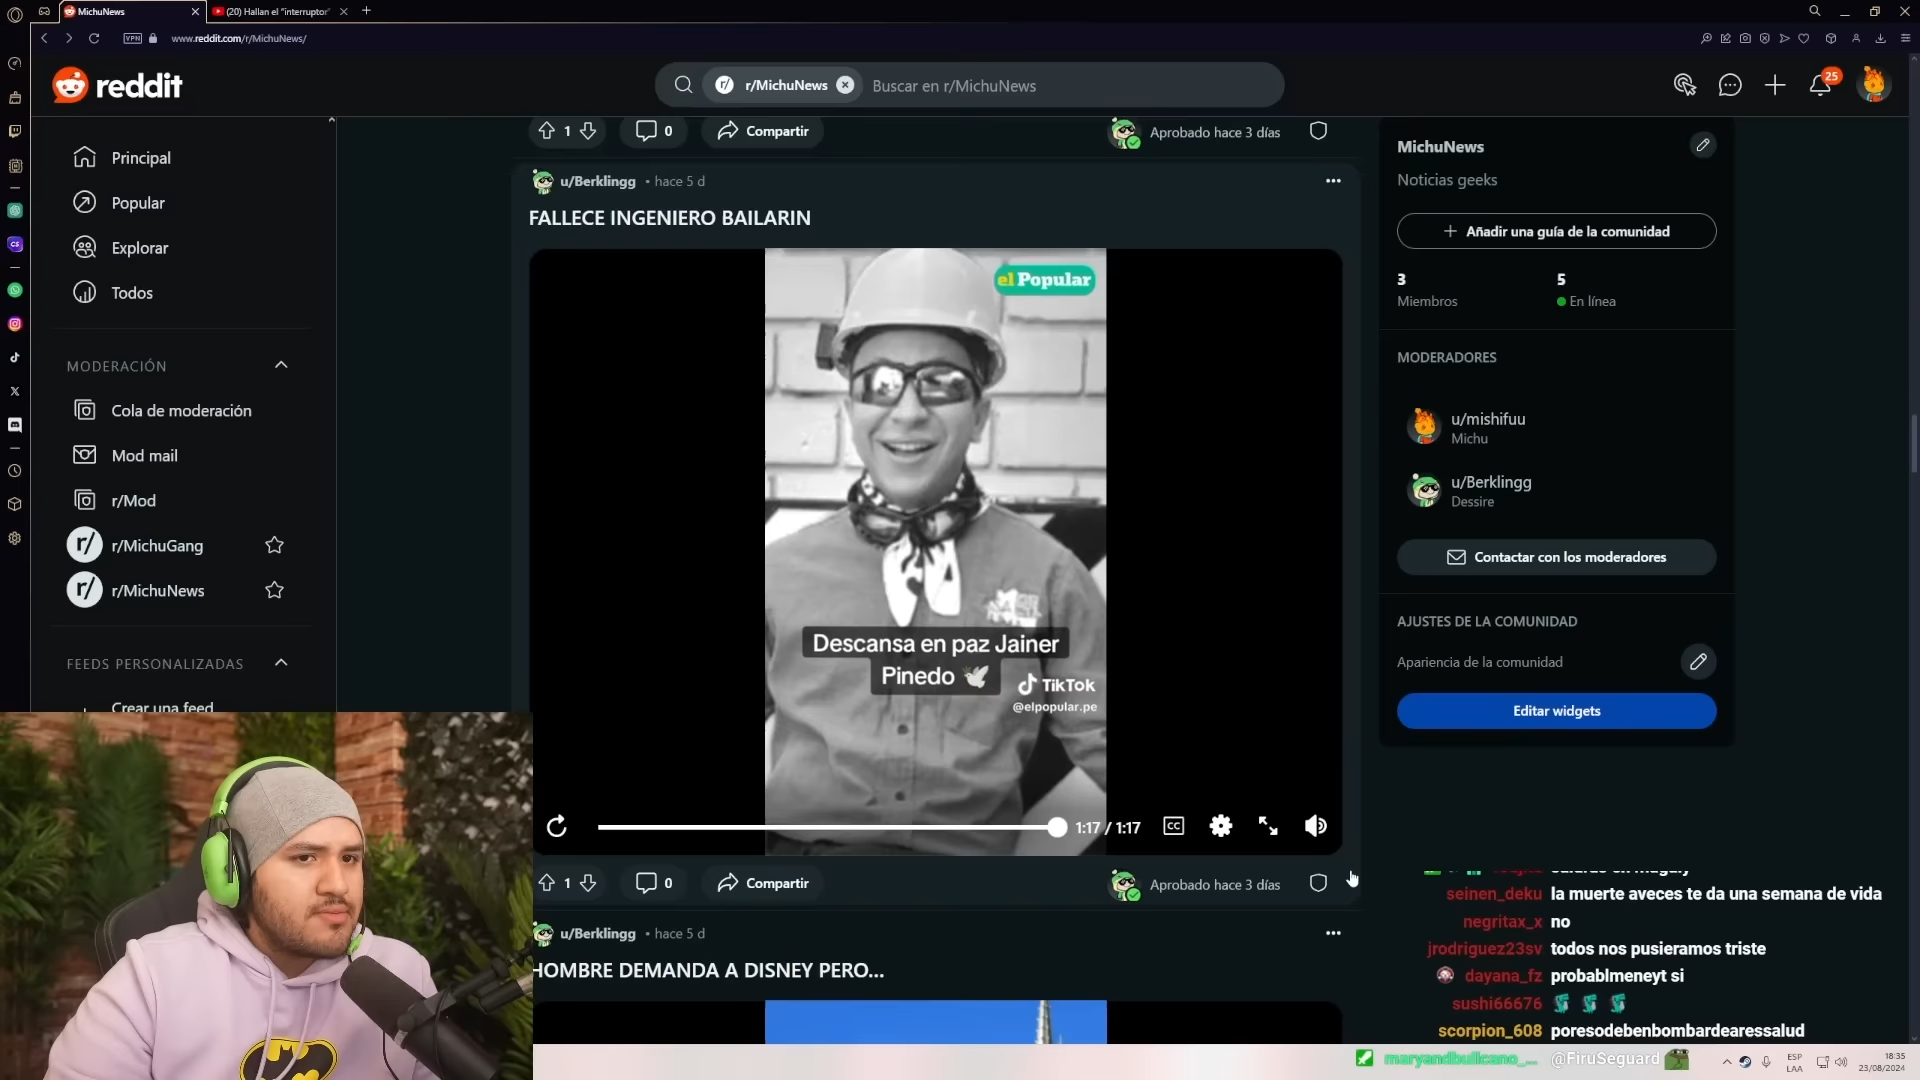 MichuNews
(20) Hallan el "interruptor"
VPN
www.reddit.com/r/MichuNews/
reddit
r/
r/MichuNews
Buscar en r/MichuNews
25
Principal
Popular
Explorar
Todos
MODERACIÓN
Cola de moderación
Mod mail
r/Mod
r/
r/MichuGang
r/
r/MichuNews
FEEDS PERSONALIZADAS
Crear una feed
1
0
Compartir
Aprobado hace 3 días
u/Berklingg • hace 5 d
FALLECE INGENIERO BAILARIN
el Popular
Descansa en paz Jainer
Pinedo
TikTok
@elpopular.pe
1:17 / 1:17
CC
1
0
Compartir
Aprobado hace 3 días
u/Berklingg • hace 5 d
HOMBRE DEMANDA A DISNEY PERO...
MichuNews
Noticias geeks
Añadir una guía de la comunidad
3
Miembros
5
En línea
MODERADORES
u/mishifuu
Michu
u/Berklingg
Dessire
Contactar con los moderadores
AJUSTES DE LA COMUNIDAD
Apariencia de la comunidad
Editar widgets
seinen_deku la muerte aveces te da una semana de vida
negritax_x no
jrodriguez23sv todos nos pusieramos triste
dayana_fz probablmeneyt si
sushi66676
scorpion_608 poresodebenbombardearessalud
maryandbullcano_...
@FiruSeguard
ESP
LAA
18:35
23/08/2024